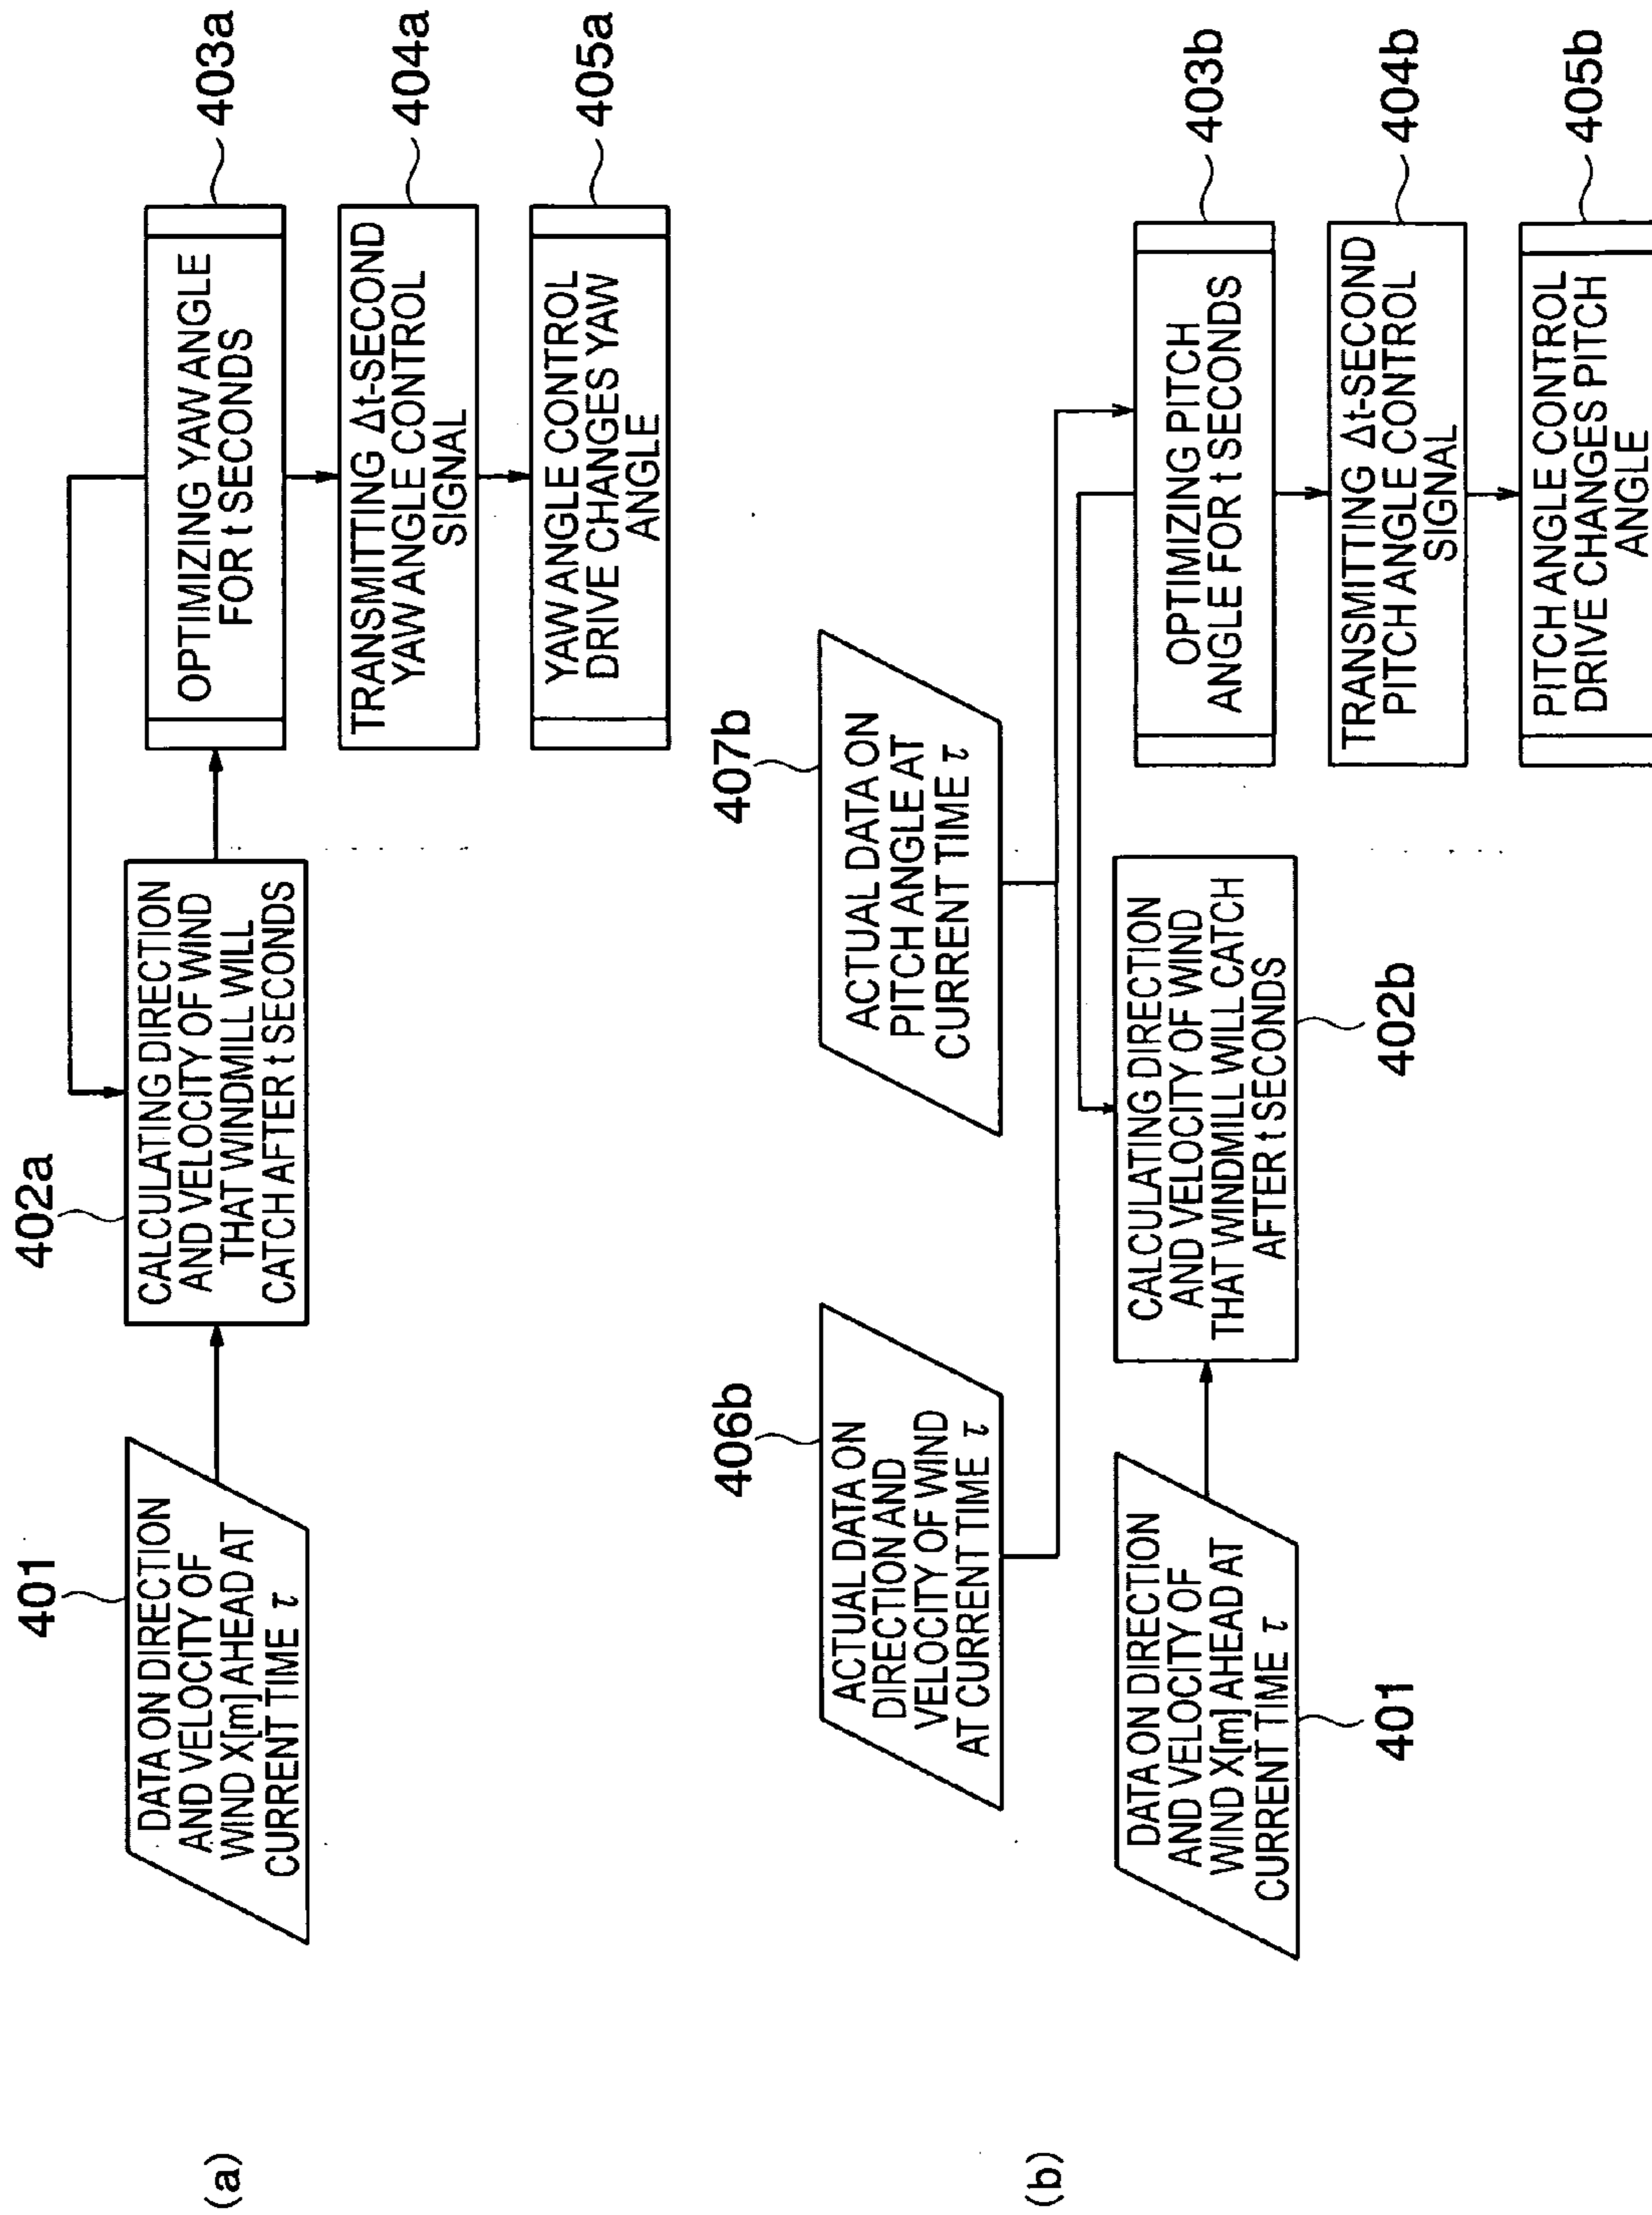 (a)
401
DATA ON DIRECTION
AND VELOCITY OF
WIND X[m] AHEAD AT
CURRENT TIME τ
402a
CALCULATING DIRECTION
AND VELOCITY OF WIND
THAT WINDMILL WILL
CATCH AFTER t SECONDS
OPTIMIZING YAW ANGLE
FOR t SECONDS
403a
TRANSMITTING Δt-SECOND
YAW ANGLE CONTROL
SIGNAL
404a
YAW ANGLE CONTROL
DRIVE CHANGES YAW
ANGLE
405a
(b)
406b
ACTUAL DATA ON
DIRECTION AND
VELOCITY OF WIND
AT CURRENT TIME τ
407b
ACTUAL DATA ON
PITCH ANGLE AT
CURRENT TIME τ
DATA ON DIRECTION
AND VELOCITY OF
WIND X[m] AHEAD AT
CURRENT TIME τ
401
CALCULATING DIRECTION
AND VELOCITY OF WIND
THAT WINDMILL WILL CATCH
AFTER t SECONDS
402b
OPTIMIZING PITCH
ANGLE FOR t SECONDS
403b
TRANSMITTING Δt-SECOND
PITCH ANGLE CONTROL
SIGNAL
404b
PITCH ANGLE CONTROL
DRIVE CHANGES PITCH
ANGLE
405b